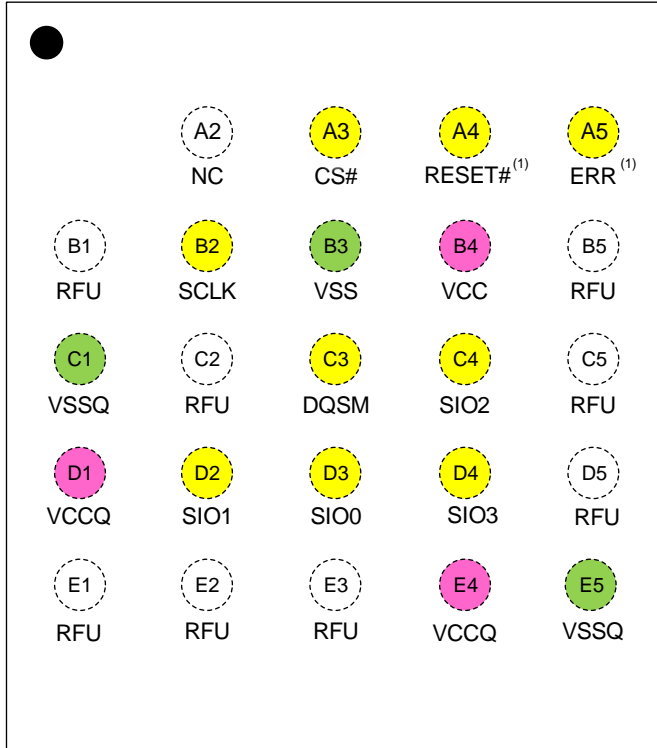 A2 A3 A4 A5
NC CS# RESET# (1) ERR (1)
B1 B2 B3 B4 B5
RFU SCLK VSS VCC RFU
C1 C2 C3 C4 C5
VSSQ RFU DQSM SIO2 RFU
D1 D2 D3 D4 D5
VCCQ SIO1 SIO0 SIO3 RFU
E1 E2 E3 E4 E5
RFU RFU RFU VCCQ VSSQ